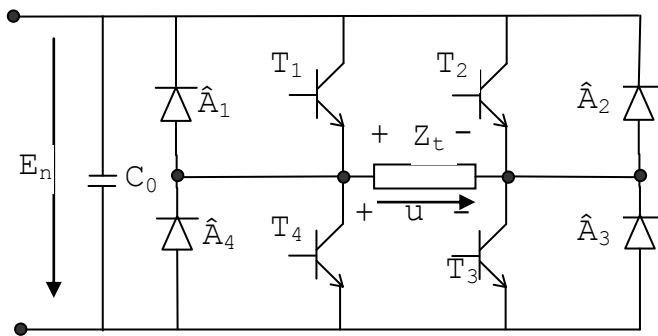 T₁
T₂
Â₁
Â₂
+ Zₜ −
Eₙ
C₀
+ u −
Â₄
T₄
T₃
Â₃